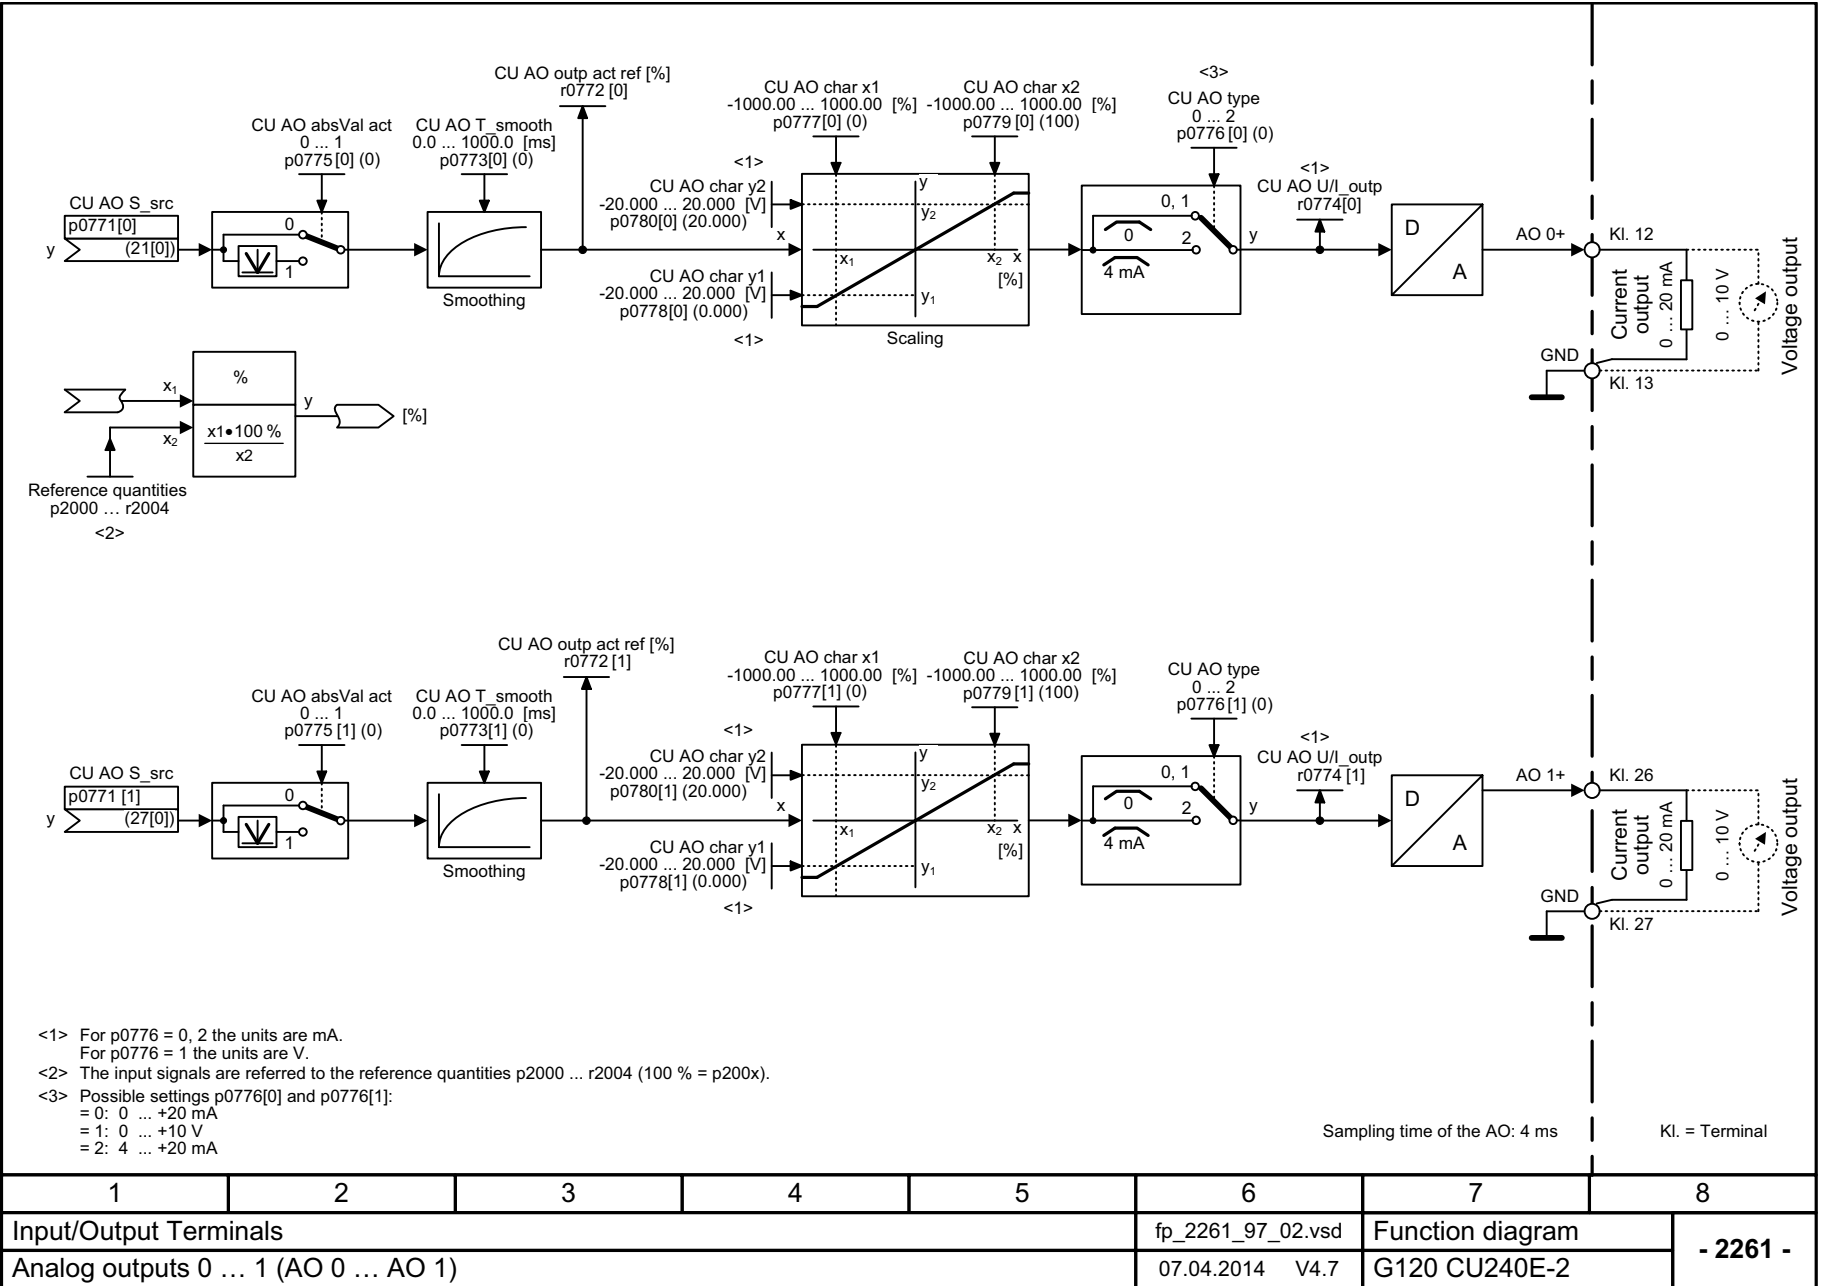 CU AO outp act ref [%]
r0772 [0]
CU AO absVal act
0 ... 1
p0775 [0] (0)
CU AO T_smooth
0.0 ... 1000.0 [ms]
p0773[0] (0)
CU AO char x1
-1000.00 ... 1000.00 [%]
p0777[0] (0)
CU AO char x2
-1000.00 ... 1000.00 [%]
p0779 [0] (100)
<3>
CU AO type
0 ... 2
p0776 [0] (0)
<1>
CU AO U/I_outp
r0774[0]
CU AO S_src
p0771[0]
y
(21[0])
0
1
Smoothing
<1>
CU AO char y2
-20.000 ... 20.000 [V]
p0780[0] (20.000)
x
CU AO char y1
-20.000 ... 20.000 [V]
p0778[0] (0.000)
<1>
y
y2
x1
x2 x
[%]
y1
Scaling
0, 1
0
2
4 mA
y
D
A
AO 0+
Kl. 12
Current output
0 ... 20 mA
0 ... 10 V
Voltage output
GND
Kl. 13
x1
x2
%
x1•100 %
x2
y
[%]
Reference quantities
p2000 ... r2004
<2>
CU AO outp act ref [%]
r0772 [1]
CU AO absVal act
0 ... 1
p0775 [1] (0)
CU AO T_smooth
0.0 ... 1000.0 [ms]
p0773[1] (0)
CU AO char x1
-1000.00 ... 1000.00 [%]
p0777[1] (0)
CU AO char x2
-1000.00 ... 1000.00 [%]
p0779 [1] (100)
CU AO type
0 ... 2
p0776 [1] (0)
<1>
CU AO U/I_outp
r0774 [1]
CU AO S_src
p0771 [1]
y
(27[0])
0
1
Smoothing
<1>
CU AO char y2
-20.000 ... 20.000 [V]
p0780[1] (20.000)
x
CU AO char y1
-20.000 ... 20.000 [V]
p0778[1] (0.000)
<1>
y
y2
x1
x2 x
[%]
y1
0, 1
0
2
4 mA
y
D
A
AO 1+
Kl. 26
Current output
0 ... 20 mA
0 ... 10 V
Voltage output
GND
Kl. 27
<1> For p0776 = 0, 2 the units are mA.
For p0776 = 1 the units are V.
<2> The input signals are referred to the reference quantities p2000 ... r2004 (100 % = p200x).
<3> Possible settings p0776[0] and p0776[1]:
= 0: 0 ... +20 mA
= 1: 0 ... +10 V
= 2: 4 ... +20 mA
Sampling time of the AO: 4 ms
Kl. = Terminal
1 2 3 4 5 6 7 8
Input/Output Terminals
fp_2261_97_02.vsd
Function diagram
- 2261 -
Analog outputs 0 ... 1 (AO 0 ... AO 1)
07.04.2014 V4.7
G120 CU240E-2